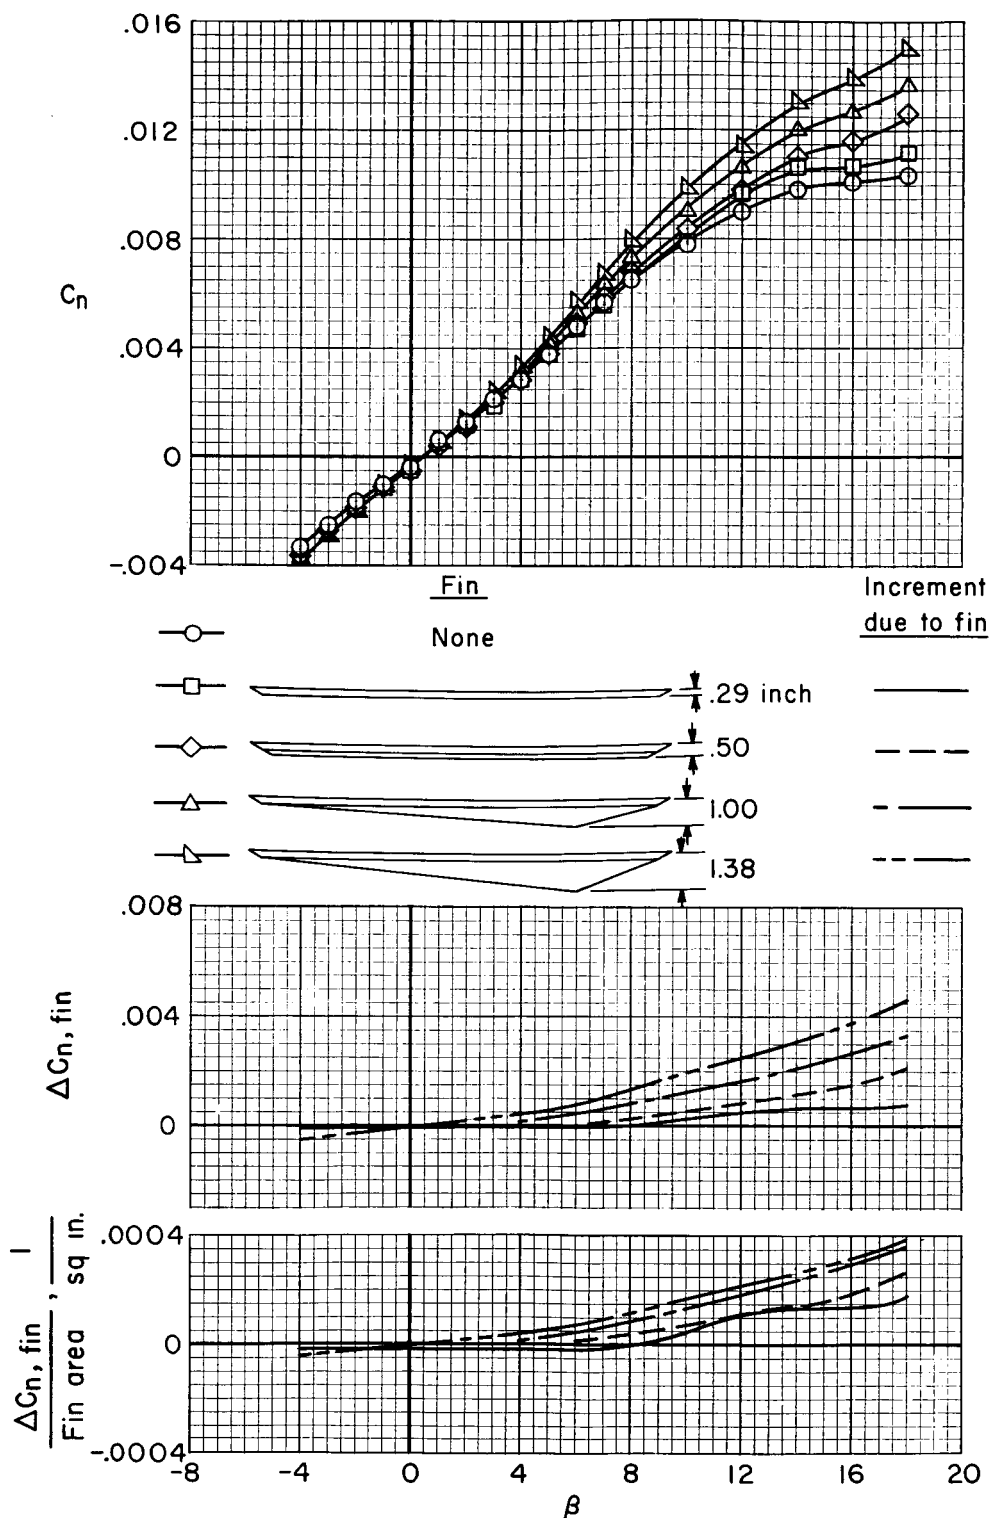 .016
.012
.008
Cn
.004
0
-.004
Fin
Increment
due to fin
None
.29 inch
.50
1.00
1.38
.008
ΔCn, fin
.004
0
ΔCn, fin / Fin area , 1 / sq in.
.0004
0
-.0004
-8 -4 0 4 8 12 16 20
β